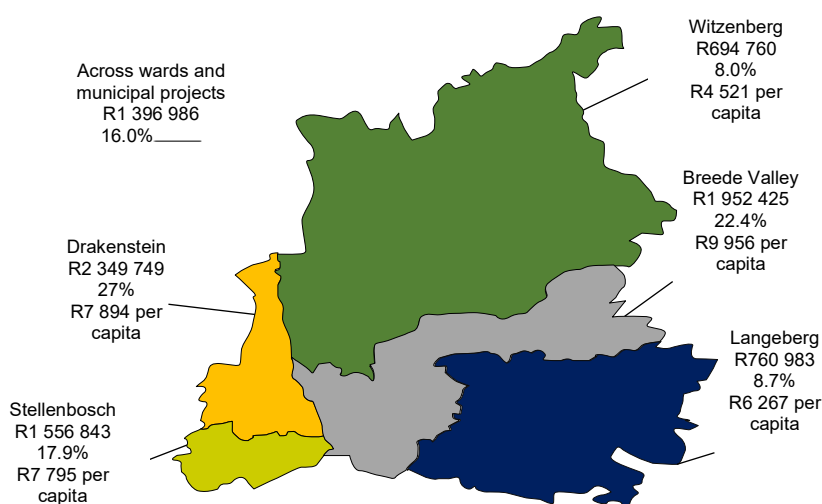 Across wards and
municipal projects
R1 396 986
16.0%
Witzenberg
R694 760
8.0%
R4 521 per
capita
Breede Valley
R1 952 425
22.4%
R9 956 per
capita
Drakenstein
R2 349 749
27%
R7 894 per
capita
Langeberg
R760 983
8.7%
R6 267 per
capita
Stellenbosch
R1 556 843
17.9%
R7 795 per
capita